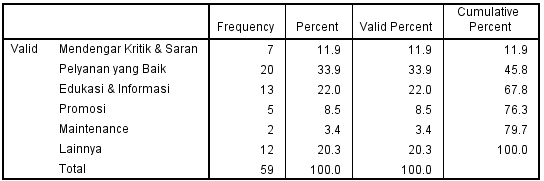 Frequency Percent Valid Percent Cumulative Percent
Valid Mendengar Kritik & Saran 7 11.9 11.9 11.9
Pelyanan yang Baik 20 33.9 33.9 45.8
Edukasi & Informasi 13 22.0 22.0 67.8
Promosi 5 8.5 8.5 76.3
Maintenance 2 3.4 3.4 79.7
Lainnya 12 20.3 20.3 100.0
Total 59 100.0 100.0